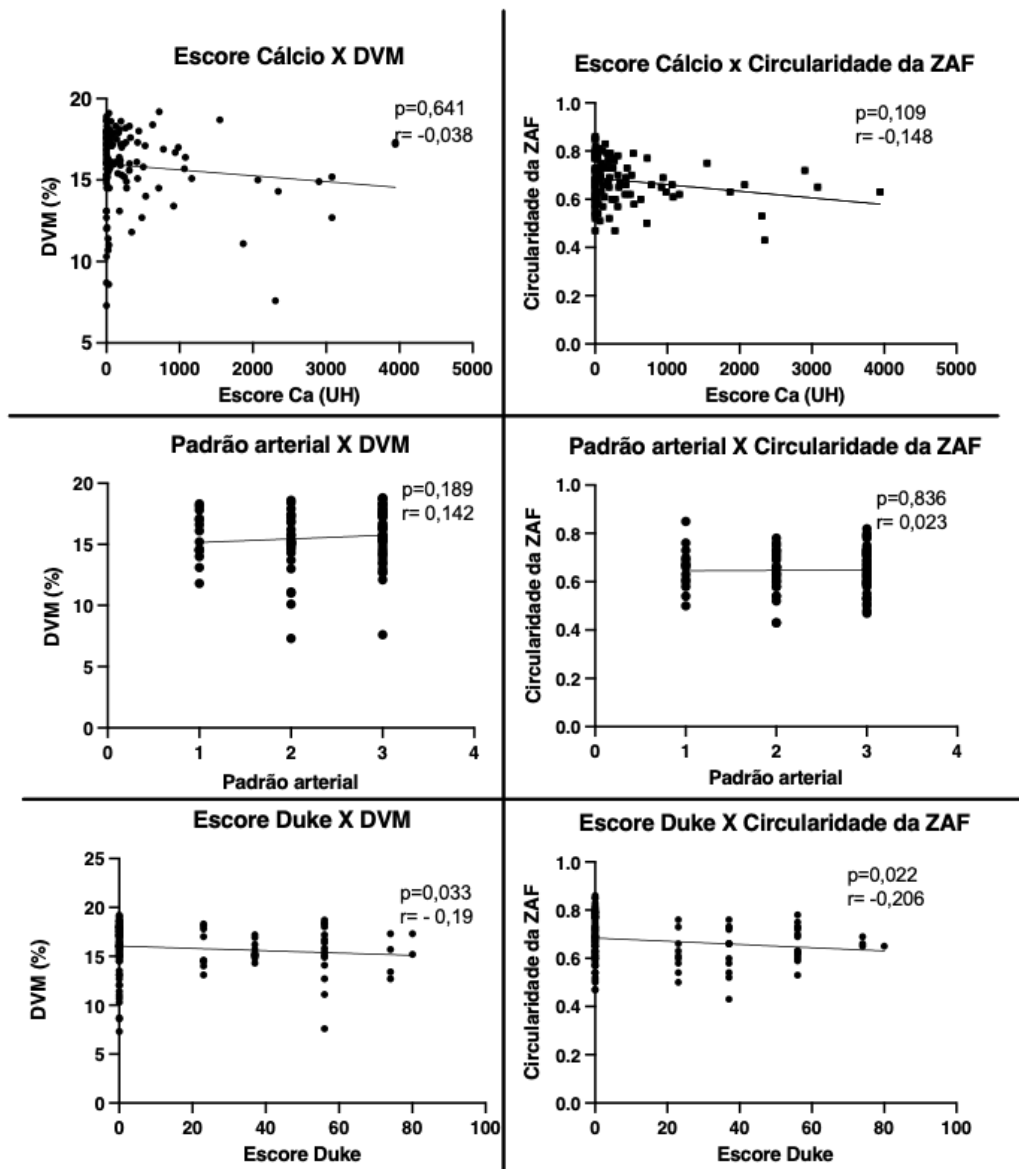 Escore Cálcio X DVM
p=0,641
r= -0,038
DVM (%)
20
15
10
5
0
1000
2000
3000
4000
5000
Escore Ca (UH)
Escore Cálcio x Circularidade da ZAF
p=0,109
r= -0,148
Circularidade da ZAF
1.0
0.8
0.6
0.4
0.2
0.0
0
1000
2000
3000
4000
5000
Escore Ca (UH)
Padrão arterial X DVM
p=0,189
r= 0,142
DVM (%)
20
15
10
5
0
0
1
2
3
4
Padrão arterial
Padrão arterial X Circularidade da ZAF
p=0,836
r= 0,023
Circularidade da ZAF
1.0
0.8
0.6
0.4
0.2
0.0
0
1
2
3
4
Padrão arterial
Escore Duke X DVM
p=0,033
r= - 0,19
DVM (%)
25
20
15
10
5
0
0
20
40
60
80
100
Escore Duke
Escore Duke X Circularidade da ZAF
p=0,022
r= -0,206
Circularidade da ZAF
1.0
0.8
0.6
0.4
0.2
0.0
0
20
40
60
80
100
Escore Duke